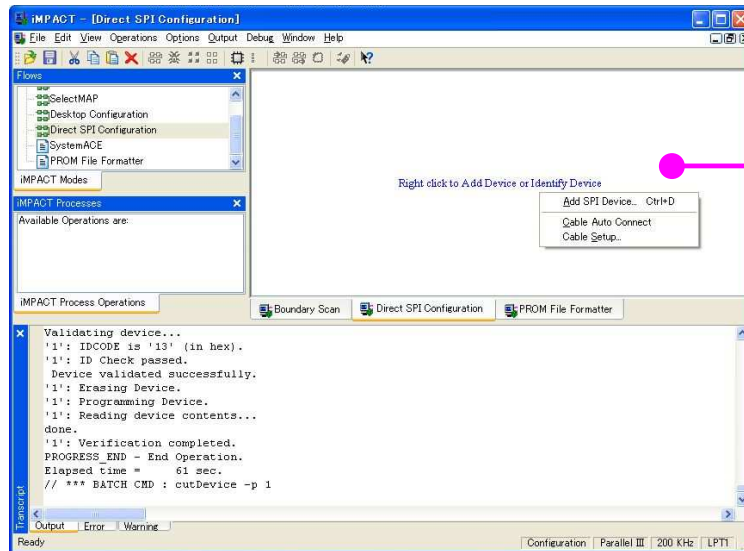 iMPACT - [Direct SPI Configuration]
File Edit View Operations Options Output Debug Window Help
Flows
SelectMAP
Desktop Configuration
Direct SPI Configuration
SystemACE
PROM File Formatter
iMPACT Modes
iMPACT Processes
Available Operations are:
iMPACT Process Operations
Right click to Add Device or Identify Device
Add SPI Device... Ctrl+D
Cable Auto Connect
Cable Setup...
Boundary Scan Direct SPI Configuration PROM File Formatter
Validating device...
'1': IDCODE is '13' (in hex).
'1': ID Check passed.
Device validated successfully.
'1': Erasing Device.
'1': Programming Device.
'1': Reading device contents...
done.
'1': Verification completed.
PROGRESS_END - End Operation.
Elapsed time = 61 sec.
// *** BATCH CMD : cutDevice -p 1
Transcript
Output Error Warning
Ready
Configuration Parallel III 200 KHz LPT1